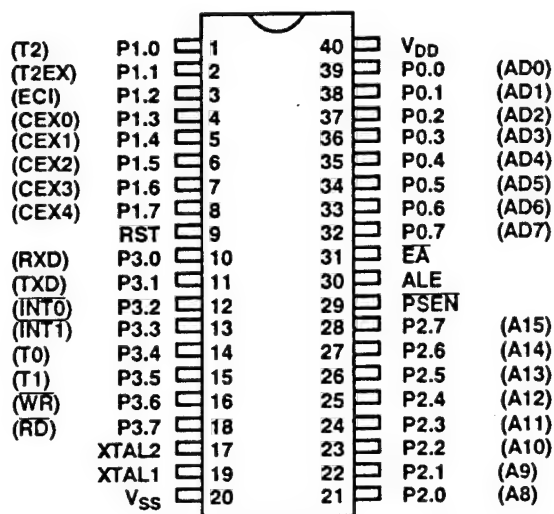 (T2) P1.0 1 40 VDD
(T2EX) P1.1 2 39 P0.0 (AD0)
(ECI) P1.2 3 38 P0.1 (AD1)
(CEX0) P1.3 4 37 P0.2 (AD2)
(CEX1) P1.4 5 36 P0.3 (AD3)
(CEX2) P1.5 6 35 P0.4 (AD4)
(CEX3) P1.6 7 34 P0.5 (AD5)
(CEX4) P1.7 8 33 P0.6 (AD6)
RST 9 32 P0.7 (AD7)
(RXD) P3.0 10 31 EA
(TXD) P3.1 11 30 ALE
(INT0) P3.2 12 29 PSEN
(INT1) P3.3 13 28 P2.7 (A15)
(T0) P3.4 14 27 P2.6 (A14)
(T1) P3.5 15 26 P2.5 (A13)
(WR) P3.6 16 25 P2.4 (A12)
(RD) P3.7 18 24 P2.3 (A11)
XTAL2 17 23 P2.2 (A10)
XTAL1 19 22 P2.1 (A9)
VSS 20 21 P2.0 (A8)